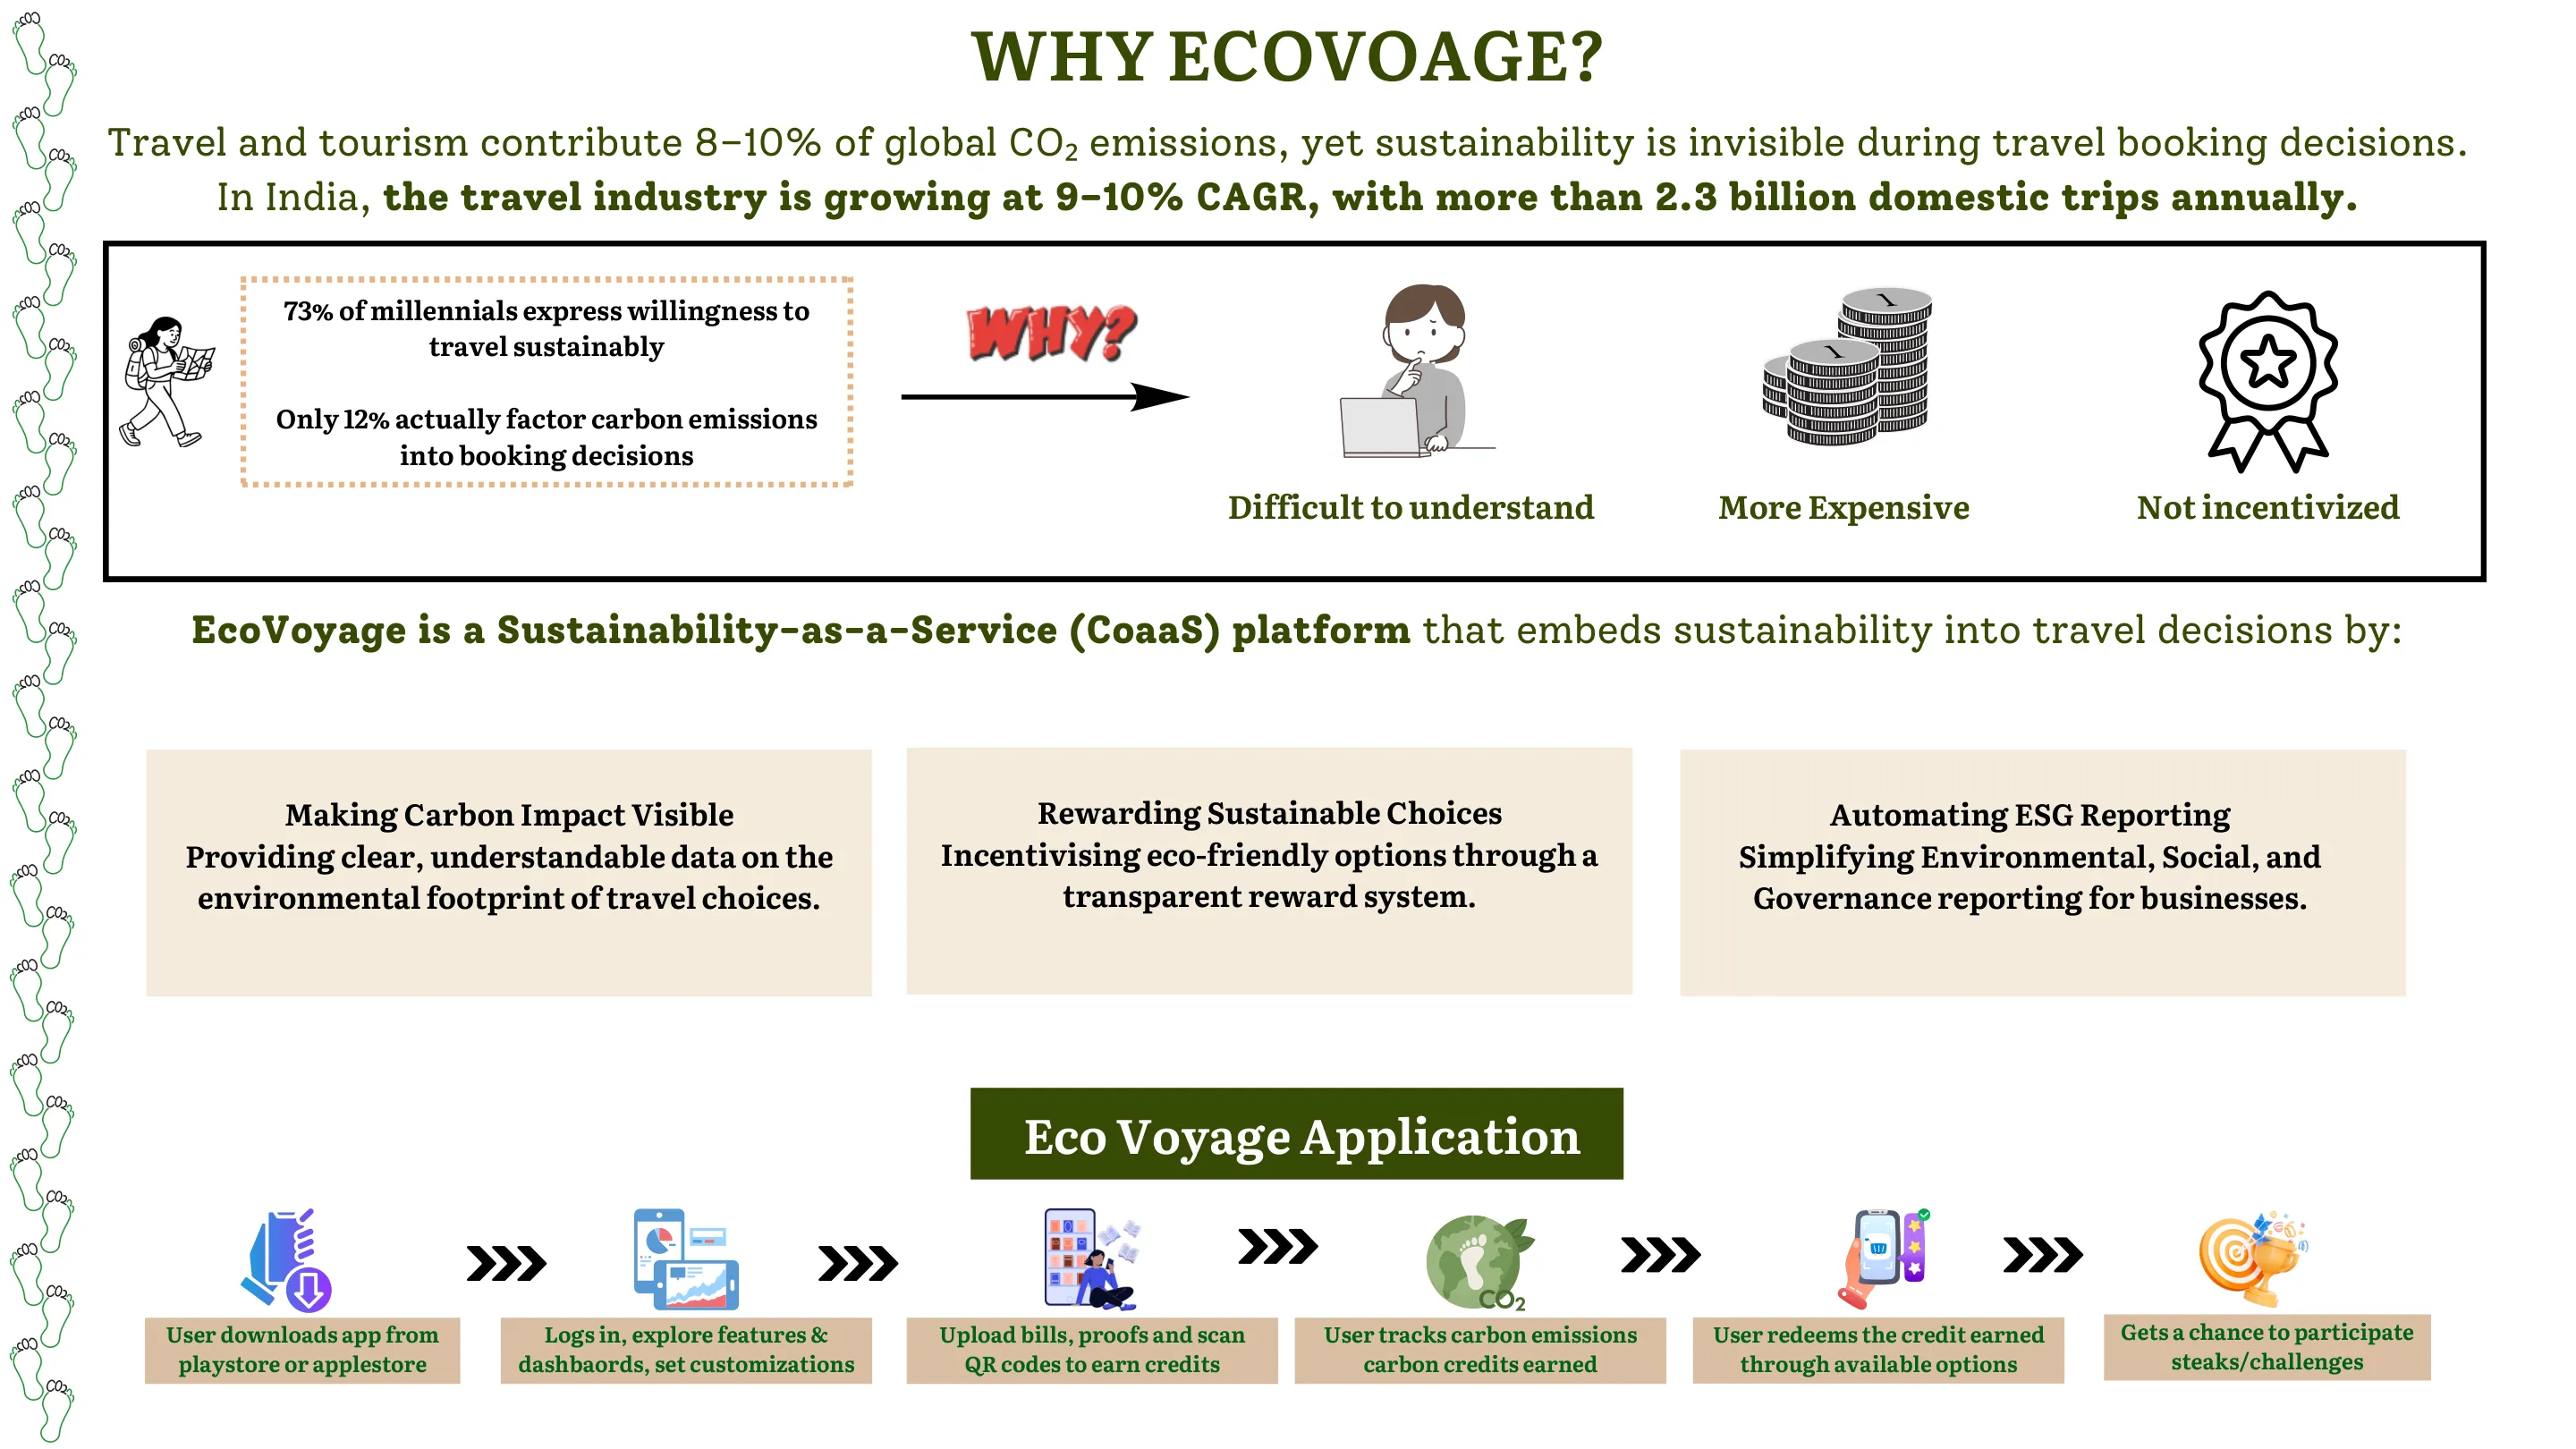 WHY ECOVOAGE?
Travel and tourism contribute 8–10% of global CO₂ emissions, yet sustainability is invisible during travel booking decisions.
In India, the travel industry is growing at 9–10% CAGR, with more than 2.3 billion domestic trips annually.
73% of millennials express willingness to
travel sustainably
Only 12% actually factor carbon emissions
into booking decisions
WHY?
Difficult to understand
More Expensive
Not incentivized
EcoVoyage is a Sustainability-as-a-Service (CoaaS) platform that embeds sustainability into travel decisions by:
Making Carbon Impact Visible
Providing clear, understandable data on the
environmental footprint of travel choices.
Rewarding Sustainable Choices
Incentivising eco-friendly options through a
transparent reward system.
Automating ESG Reporting
Simplifying Environmental, Social, and
Governance reporting for businesses.
Eco Voyage Application
CO₂
User downloads app from
playstore or applestore
Logs in, explore features &
dashbaords, set customizations
Upload bills, proofs and scan
QR codes to earn credits
User tracks carbon emissions
carbon credits earned
User redeems the credit earned
through available options
Gets a chance to participate
steaks/challenges